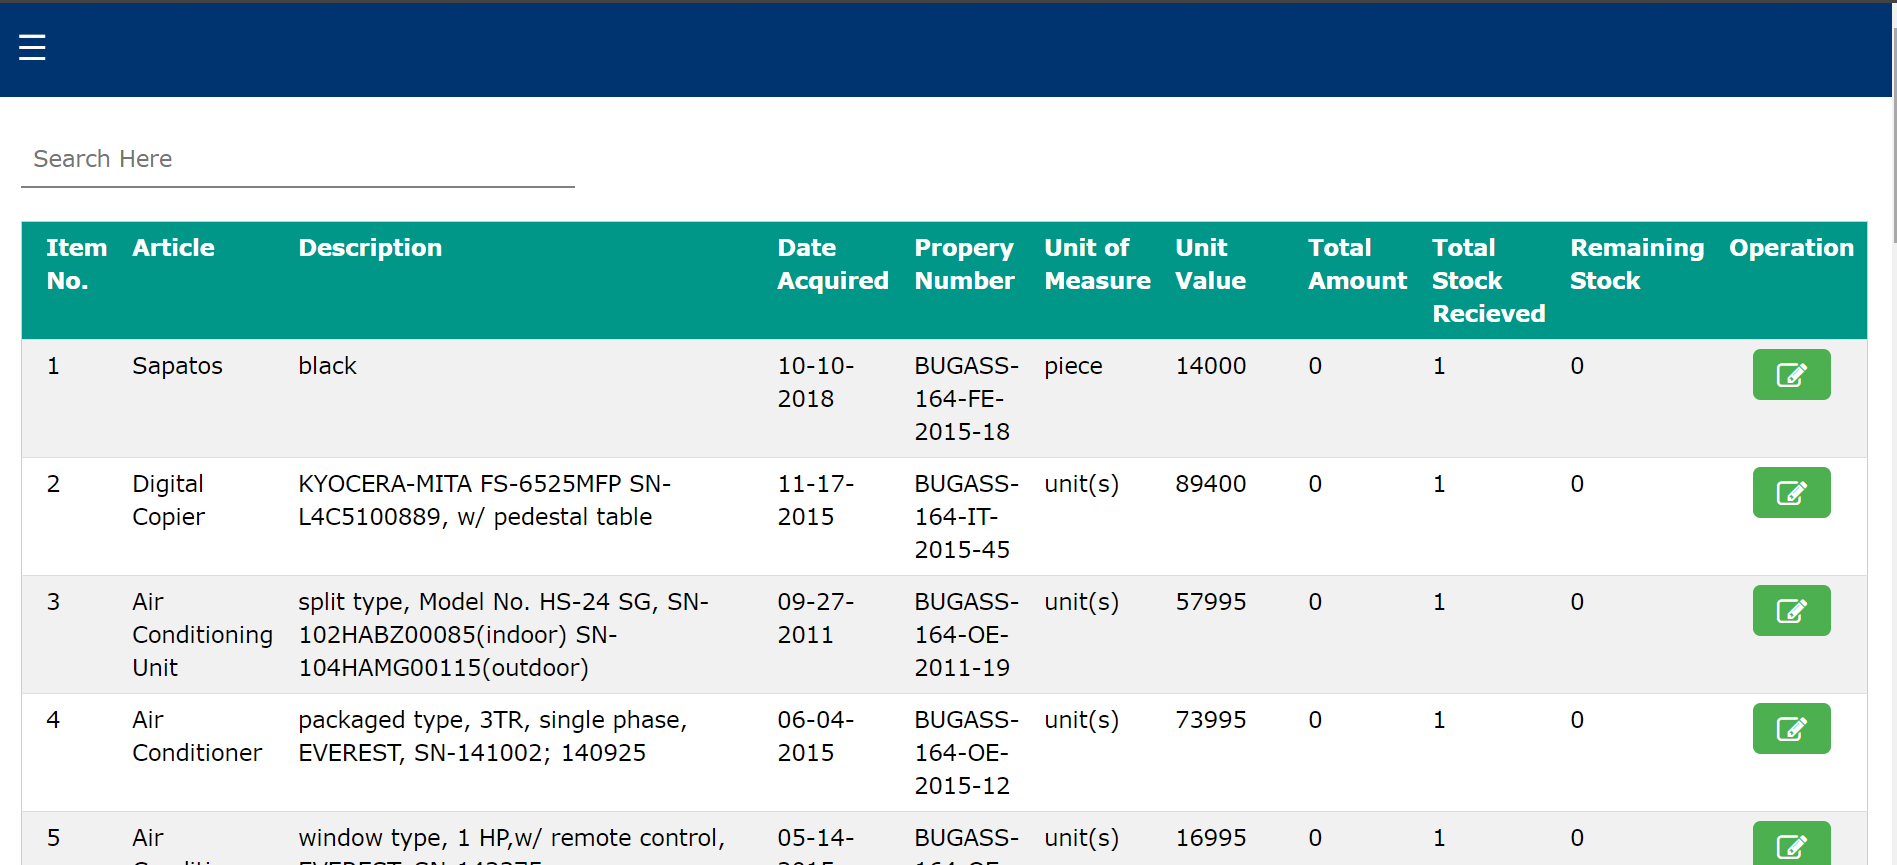 Search Here
Item No. Article Description Date Acquired Propery Number Unit of Measure Unit Value Total Amount Total Stock Recieved Remaining Stock Operation
1 Sapatos black 10-10-2018 BUGASS-164-FE-2015-18 piece 14000 0 1 0
2 Digital Copier KYOCERA-MITA FS-6525MFP SN-L4C5100889, w/ pedestal table 11-17-2015 BUGASS-164-IT-2015-45 unit(s) 89400 0 1 0
3 Air Conditioning Unit split type, Model No. HS-24 SG, SN-102HABZ00085(indoor) SN-104HAMG00115(outdoor) 09-27-2011 BUGASS-164-OE-2011-19 unit(s) 57995 0 1 0
4 Air Conditioner packaged type, 3TR, single phase, EVEREST, SN-141002; 140925 06-04-2015 BUGASS-164-OE-2015-12 unit(s) 73995 0 1 0
5 Air window type, 1 HP,w/ remote control, 05-14- BUGASS- unit(s) 16995 0 1 0